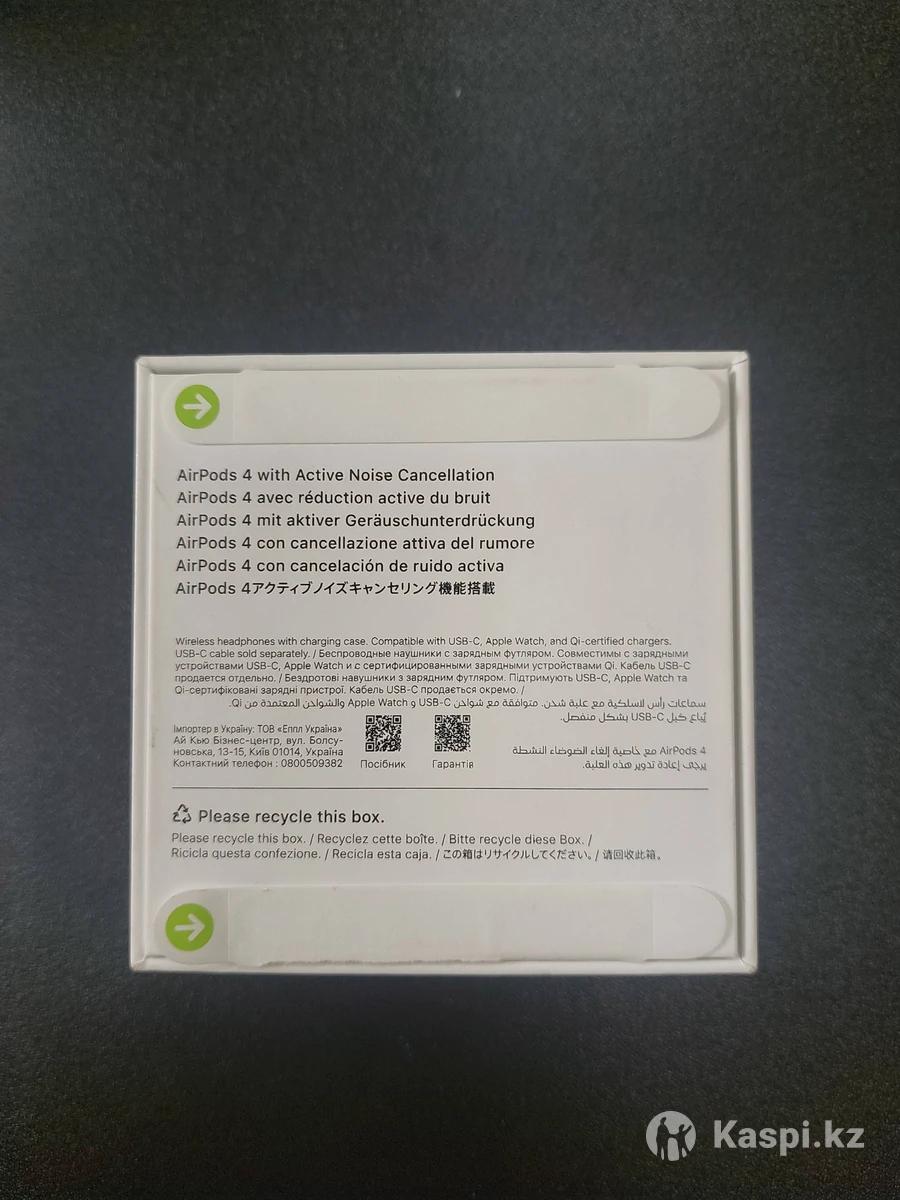 AirPods 4 with Active Noise Cancellation
AirPods 4 avec réduction active du bruit
AirPods 4 mit aktiver Geräuschunterdrückung
AirPods 4 con cancellazione attiva del rumore
AirPods 4 con cancelación de ruido activa
AirPods 4アクティブノイズキャンセリング機能搭載
Wireless headphones with charging case. Compatible with USB-C, Apple Watch, and Qi-certified chargers.
USB-C cable sold separately. / Беспроводные наушники с зарядным футляром. Совместимы с зарядными
устройствами USB-C, Apple Watch и с сертифицированными зарядными устройствами Qi. Кабель USB-C
продается отдельно. / Бездротові навушники з зарядним футляром. Підтримують USB-C, Apple Watch та
Qi-сертифіковані зарядні пристрої. Кабель USB-C продається окремо. /
سماعات رأس لاسلكية مع علبة شحن. متوافقة مع شواحن USB-C و Apple Watch والشواحن المعتمدة من Qi.
يُباع كبل USB-C بشكل منفصل.
Імпортер в Україну: ТОВ «Еппл Україна»
Ай Кью Бізнес-центр, вул. Болсу-
новська, 13-15, Київ 01014, Україна
Контактний телефон : 0800509382
Посібник
Гарантія
AirPods 4 مع خاصية إلغاء الضوضاء النشطة
يرجى إعادة تدوير هذه العلبة.
Please recycle this box.
Please recycle this box. / Recyclez cette boîte. / Bitte recycle diese Box. /
Ricicla questa confezione. / Recicla esta caja. / この箱はリサイクルしてください。/ 请回收此箱。
Kaspi.kz